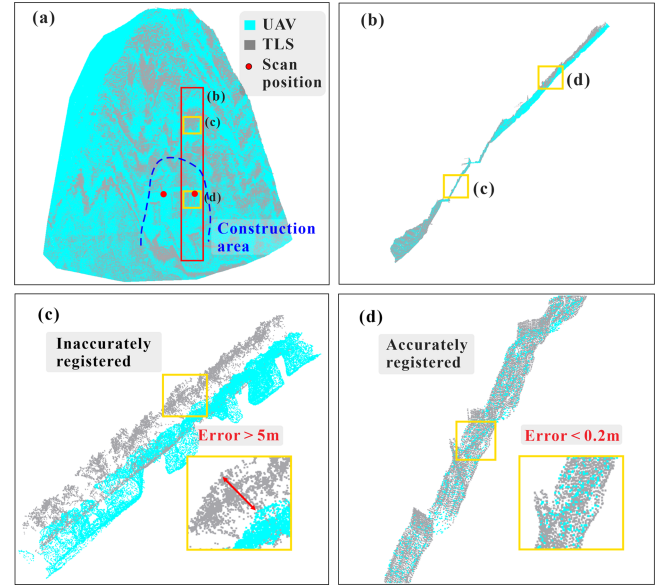 (a)
UAV
TLS
Scan
position
(b)
(c)
(d)
Construction
area
(b)
(d)
(c)
(c)
Inaccurately
registered
Error > 5m
(d)
Accurately
registered
Error < 0.2m